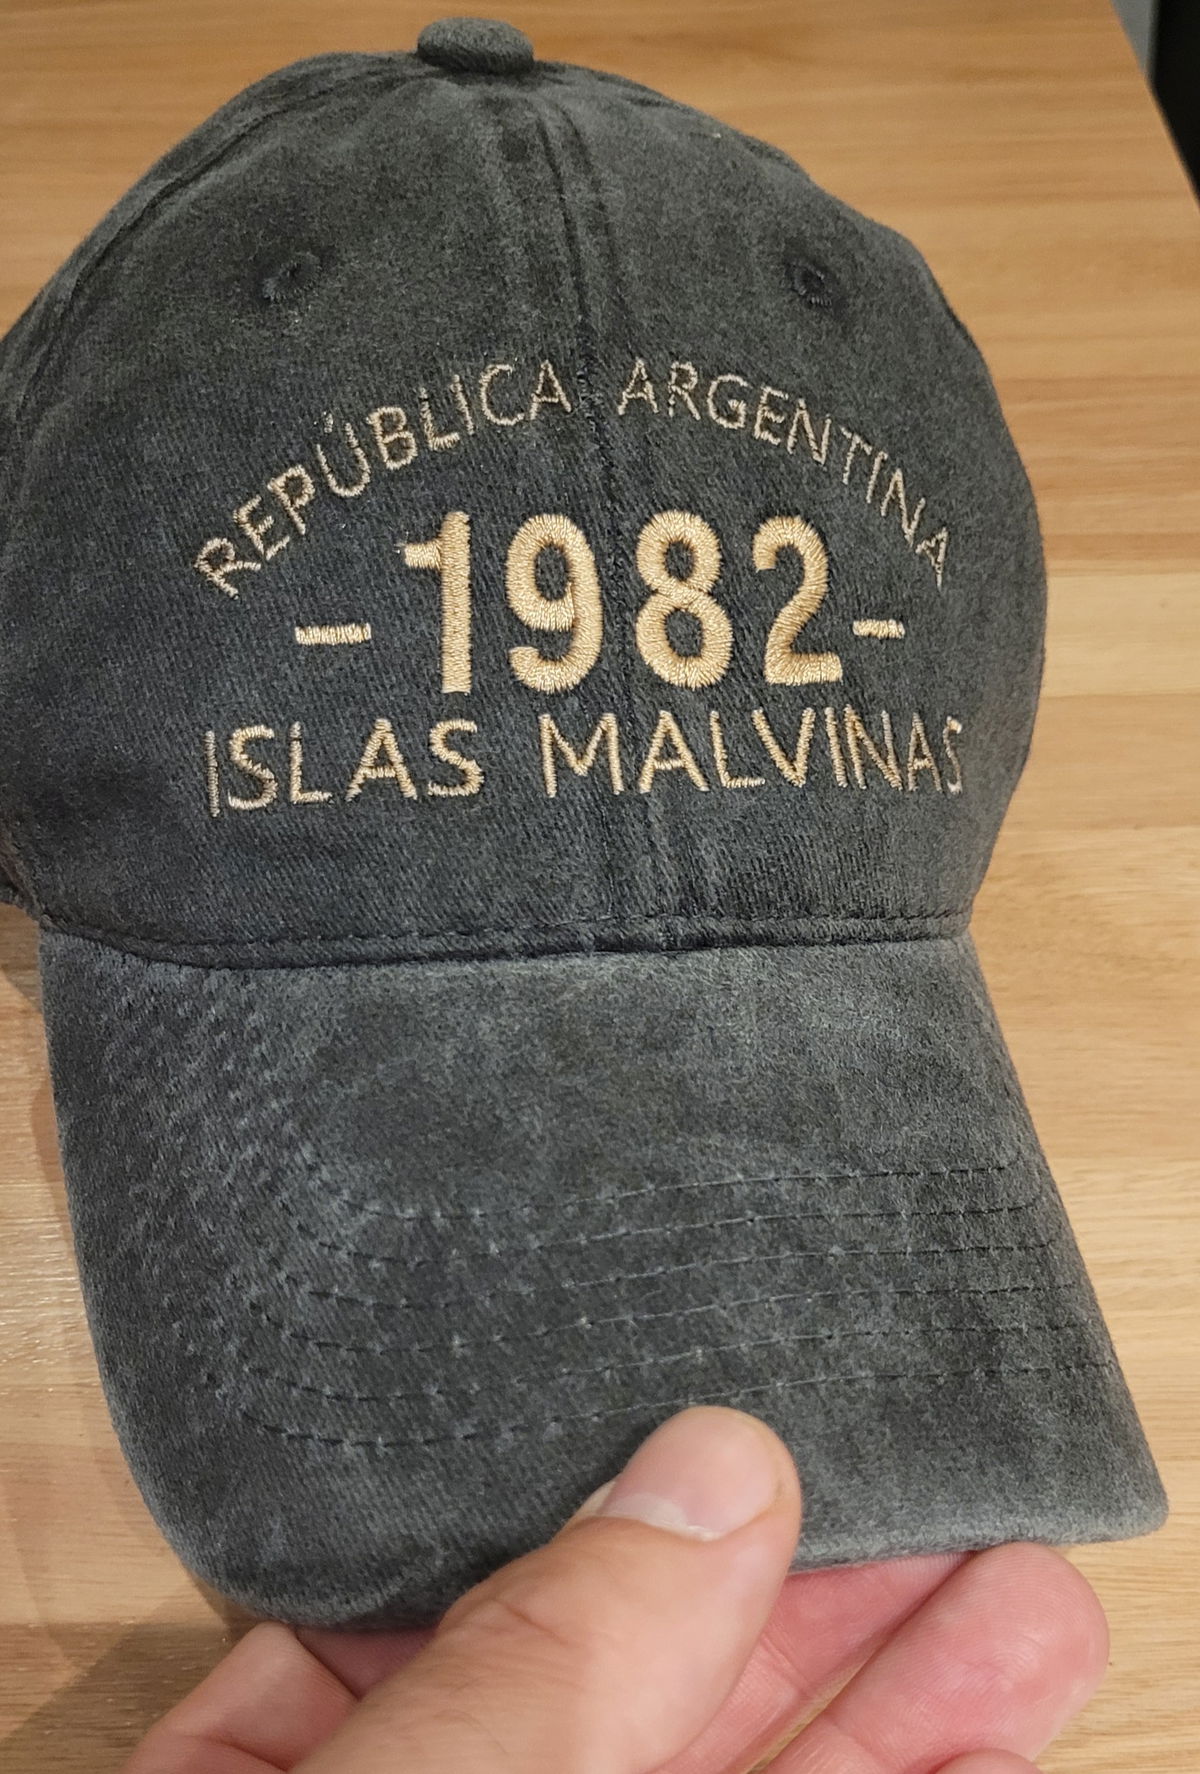 REPÚBLICA ARGENTINA
-1982-
ISLAS MALVINAS